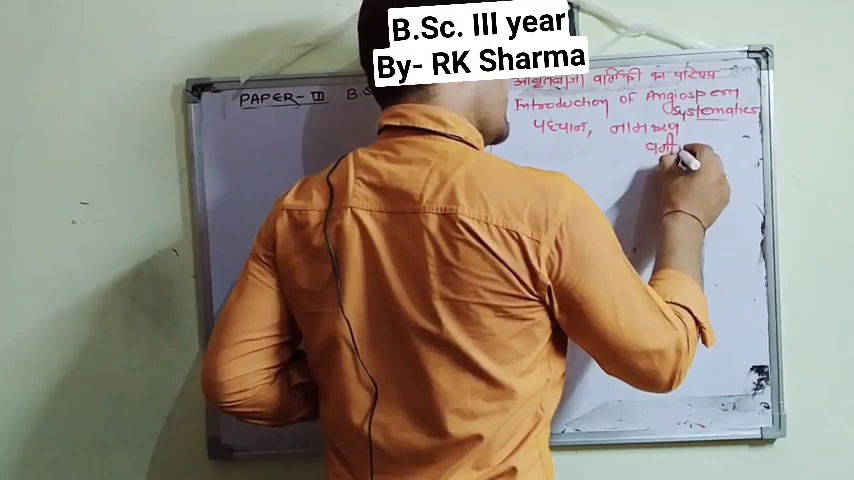 B.Sc. III year
By- RK Sharma
PAPER-III B.S
आवृतबीजी वर्गिकी का परिचय
Introduction of Angiosperm
Systematics
पहचान, नामकरण
वर्गी